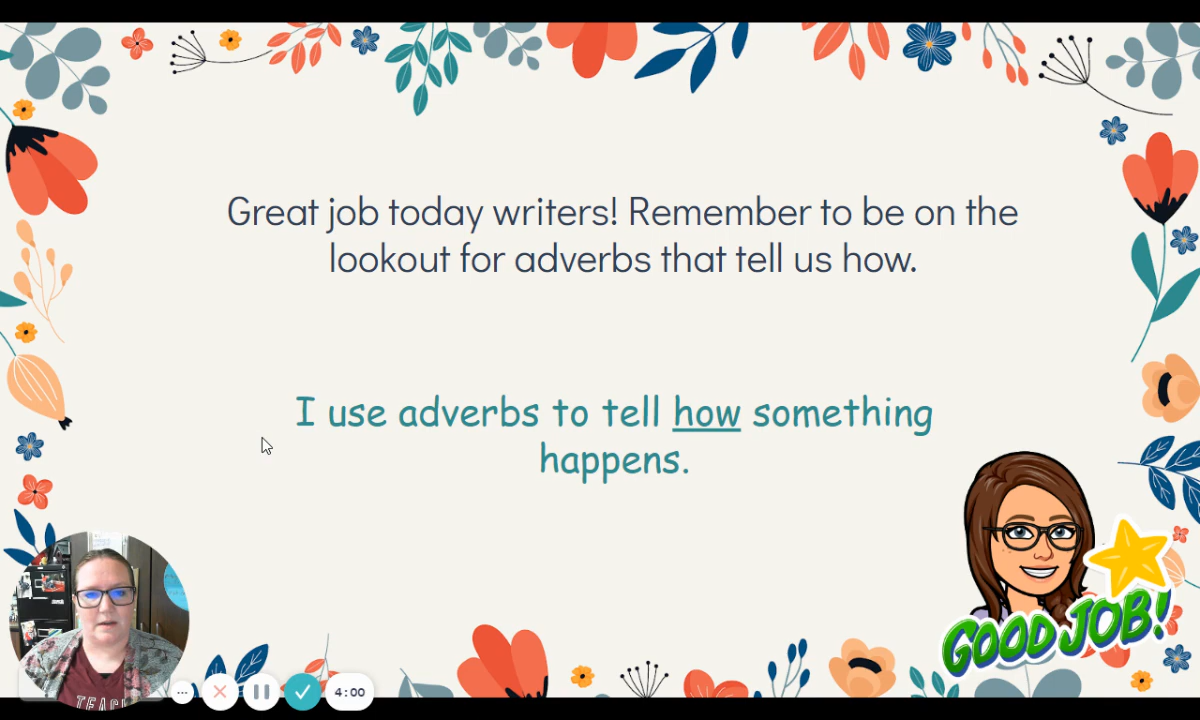 Great job today writers! Remember to be on the
lookout for adverbs that tell us how.
I use adverbs to tell how something
happens.
GOOD JOB!
4:00